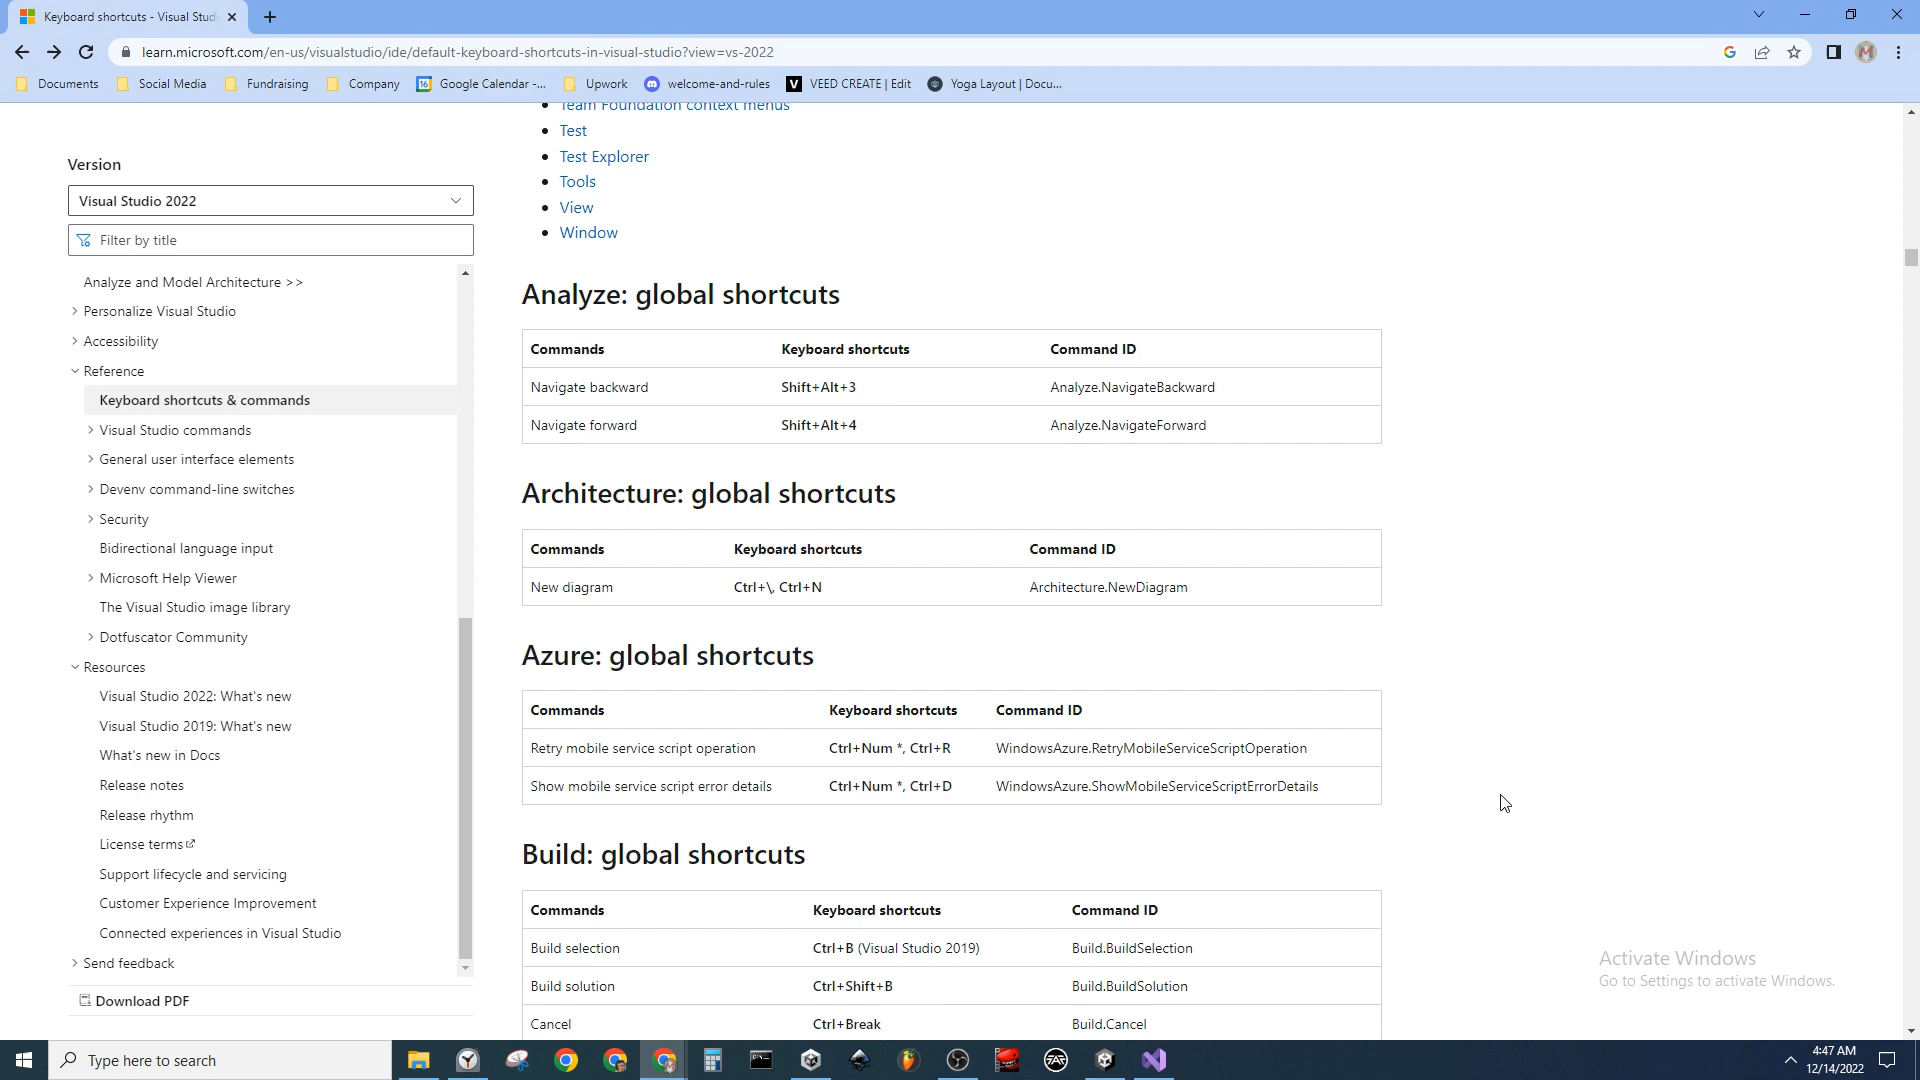 Keyboard shortcuts - Visual Studi
learn.microsoft.com/en-us/visualstudio/ide/default-keyboard-shortcuts-in-visual-studio?view=vs-2022
Documents Social Media Fundraising Company 16 Google Calendar -... Upwork welcome-and-rules V VEED CREATE | Edit Yoga Layout | Docu...
Team Foundation context menus
Test
Test Explorer
Tools
View
Window
Version
Visual Studio 2022
Filter by title
Analyze and Model Architecture >>
Personalize Visual Studio
Accessibility
Reference
Keyboard shortcuts & commands
Visual Studio commands
General user interface elements
Devenv command-line switches
Security
Bidirectional language input
Microsoft Help Viewer
The Visual Studio image library
Dotfuscator Community
Resources
Visual Studio 2022: What's new
Visual Studio 2019: What's new
What's new in Docs
Release notes
Release rhythm
License terms
Support lifecycle and servicing
Customer Experience Improvement
Connected experiences in Visual Studio
Send feedback
Download PDF
Analyze: global shortcuts
Commands Keyboard shortcuts Command ID
Navigate backward Shift+Alt+3 Analyze.NavigateBackward
Navigate forward Shift+Alt+4 Analyze.NavigateForward
Architecture: global shortcuts
Commands Keyboard shortcuts Command ID
New diagram Ctrl+\, Ctrl+N Architecture.NewDiagram
Azure: global shortcuts
Commands Keyboard shortcuts Command ID
Retry mobile service script operation Ctrl+Num *, Ctrl+R WindowsAzure.RetryMobileServiceScriptOperation
Show mobile service script error details Ctrl+Num *, Ctrl+D WindowsAzure.ShowMobileServiceScriptErrorDetails
Build: global shortcuts
Commands Keyboard shortcuts Command ID
Build selection Ctrl+B (Visual Studio 2019) Build.BuildSelection
Build solution Ctrl+Shift+B Build.BuildSolution
Cancel Ctrl+Break Build.Cancel
Activate Windows
Go to Settings to activate Windows.
Type here to search
4:47 AM
12/14/2022